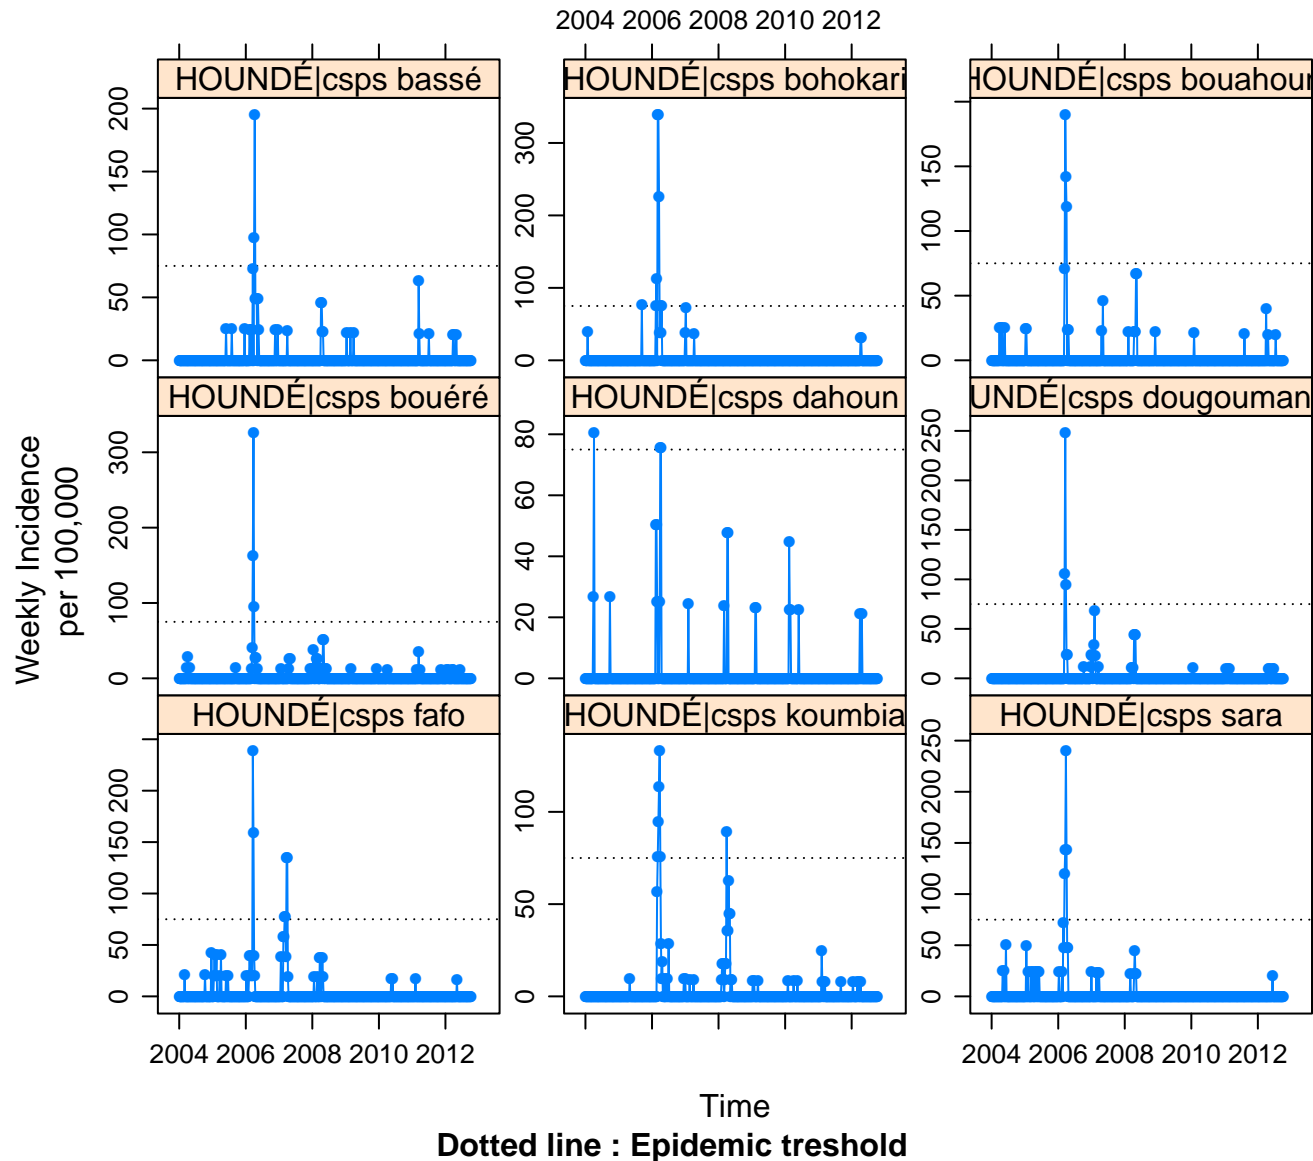 2004 2006 2008 2010 2012
HOUNDÉ|csps bassé
HOUNDÉ|csps bohokari
HOUNDÉ|csps bouahour
200
150
100
50
0
300
200
100
0
150
100
50
0
HOUNDÉ|csps bouéré
HOUNDÉ|csps dahoun
UNDÉ|csps dougouman
300
200
100
0
80
60
40
20
0
250
200
150
100
50
0
Weekly Incidence
per 100,000
HOUNDÉ|csps fafo
HOUNDÉ|csps koumbia
HOUNDÉ|csps sara
200
150
100
50
0
100
50
0
250
200
150
100
50
0
2004 2006 2008 2010 2012
2004 2006 2008 2010 2012
Time
Dotted line : Epidemic treshold